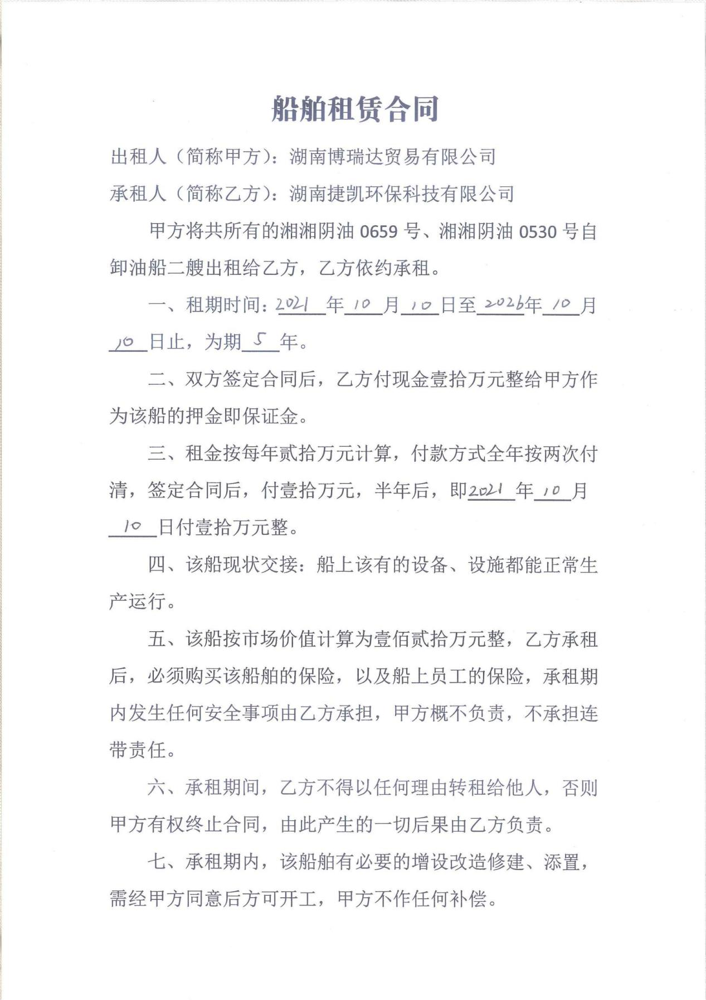 船舶租赁合同
出租人（简称甲方）：湖南博瑞达贸易有限公司
承租人（简称乙方）：湖南捷凯环保科技有限公司
甲方将共所有的湘湘阴油 0659 号、湘湘阴油 0530 号自
卸油船二艘出租给乙方，乙方依约承租。
一、租期时间：2021 年 10 月 10 日至 2026年 10 月
10 日止，为期 5 年。
二、双方签定合同后，乙方付现金壹拾万元整给甲方作
为该船的押金即保证金。
三、租金按每年贰拾万元计算，付款方式全年按两次付
清，签定合同后，付壹拾万元，半年后，即2021 年 10 月
10 日付壹拾万元整。
四、该船现状交接：船上该有的设备、设施都能正常生
产运行。
五、该船按市场价值计算为壹佰贰拾万元整，乙方承租
后，必须购买该船舶的保险，以及船上员工的保险，承租期
内发生任何安全事项由乙方承担，甲方概不负责，不承担连
带责任。
六、承租期间，乙方不得以任何理由转租给他人，否则
甲方有权终止合同，由此产生的一切后果由乙方负责。
七、承租期内，该船舶有必要的增设改造修建、添置，
需经甲方同意后方可开工，甲方不作任何补偿。